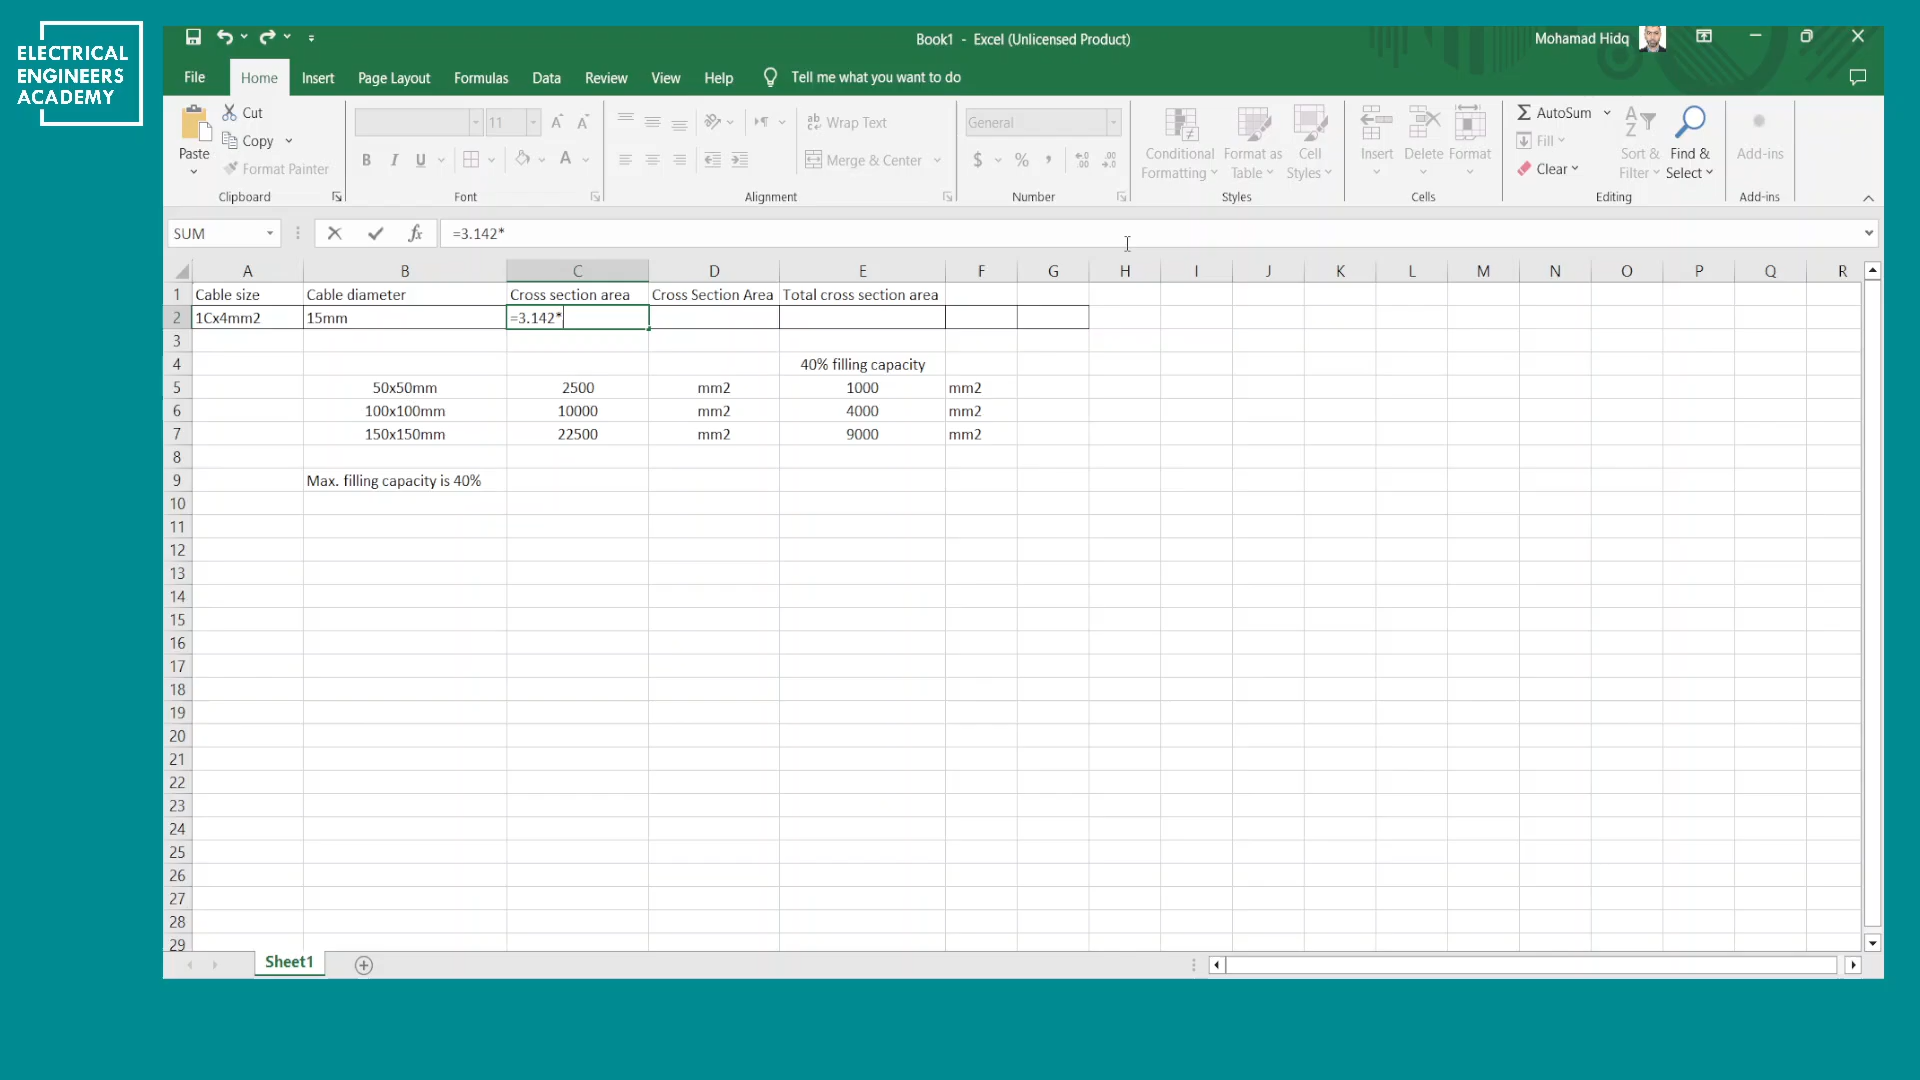 ELECTRICAL
ENGINEERS
ACADEMY
Book1 - Excel (Unlicensed Product)
Mohamad Hidq
File Home Insert Page Layout Formulas Data Review View Help Tell me what you want to do
Paste
Cut
Copy
Format Painter
Clipboard
11
B I U
Font
Wrap Text
Merge & Center
Alignment
General
$ % ,
Number
Conditional Formatting
Format as Table
Cell Styles
Styles
Insert Delete Format
Cells
AutoSum
Fill
Clear
Sort & Filter
Find & Select
Editing
Add-ins
Add-ins
SUM fx =3.142*
A B C D E F G H I J K L M N O P Q R
1 Cable size Cable diameter Cross section area Cross Section Area Total cross section area
2 1Cx4mm2 15mm =3.142*
3
4 40% filling capacity
5 50x50mm 2500 mm2 1000 mm2
6 100x100mm 10000 mm2 4000 mm2
7 150x150mm 22500 mm2 9000 mm2
8
9 Max. filling capacity is 40%
10
11
12
13
14
15
16
17
18
19
20
21
22
23
24
25
26
27
28
29
Sheet1